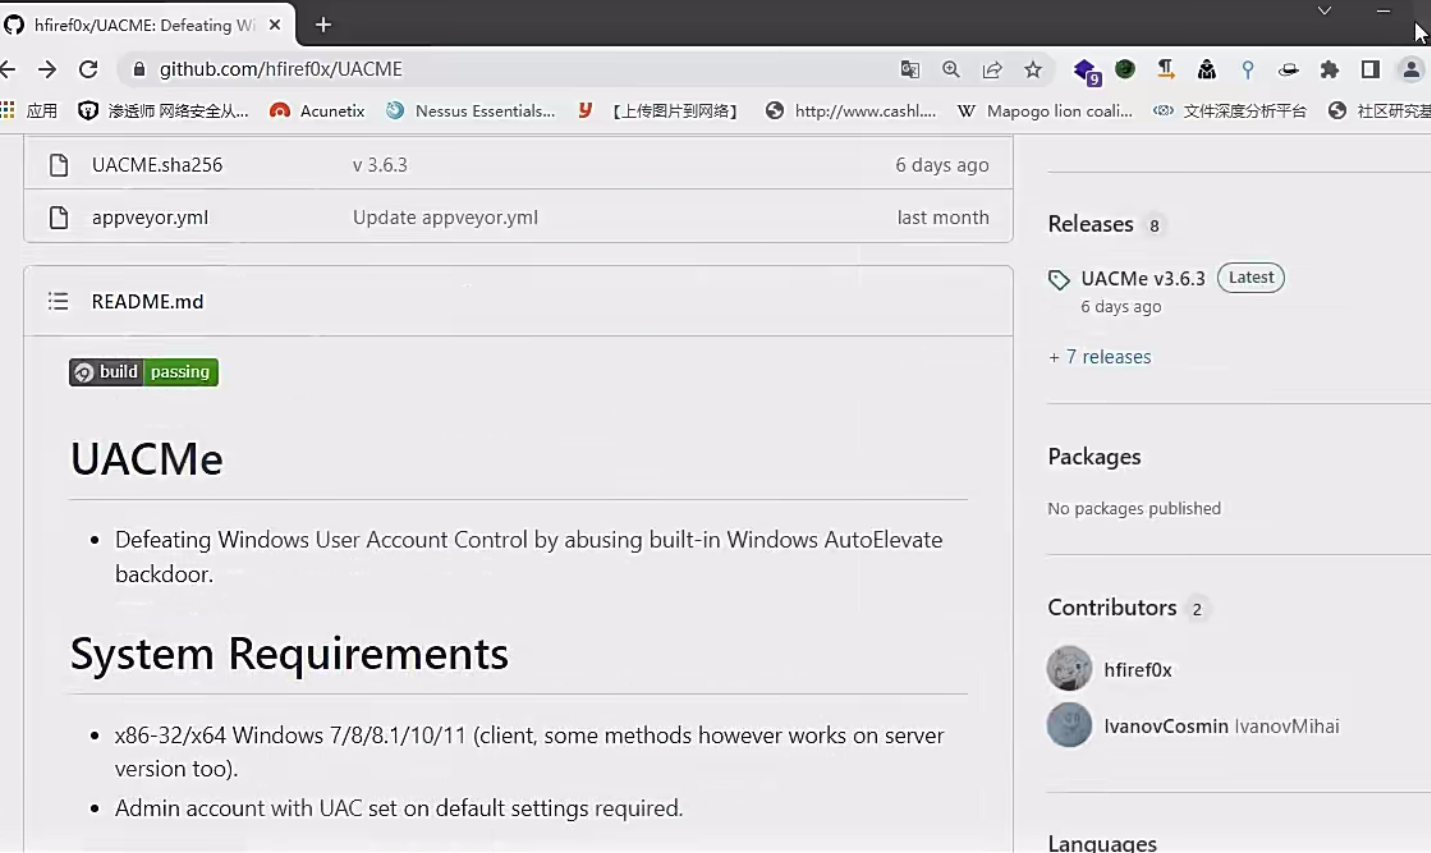 hfiref0x/UACME: Defeating Wi
github.com/hfiref0x/UACME
9
应用
渗透师 网络安全从...
Acunetix
Nessus Essentials...
【上传图片到网络】
http://www.cashl....
W Mapogo lion coali...
文件深度分析平台
社区研究基
UACME.sha256 v 3.6.3 6 days ago
appveyor.yml Update appveyor.yml last month
README.md
build passing
UACMe
• Defeating Windows User Account Control by abusing built-in Windows AutoElevate
backdoor.
System Requirements
• x86-32/x64 Windows 7/8/8.1/10/11 (client, some methods however works on server
version too).
• Admin account with UAC set on default settings required.
Releases 8
UACMe v3.6.3 Latest
6 days ago
+ 7 releases
Packages
No packages published
Contributors 2
hfiref0x
IvanovCosmin IvanovMihai
Languages